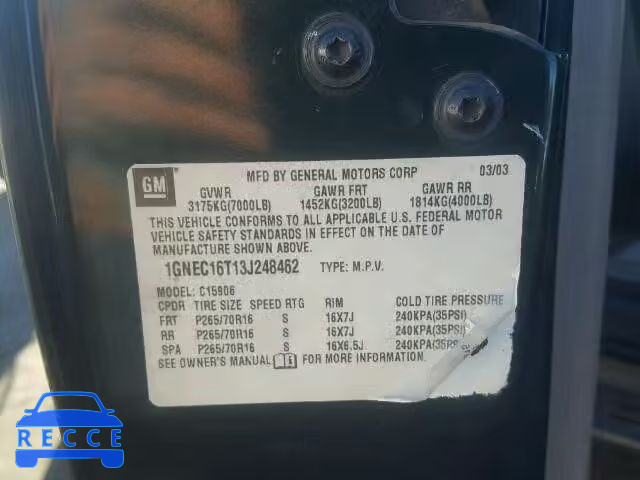 GM
MFD BY GENERAL MOTORS CORP 03/03
GVWR GAWR FRT GAWR RR
3175KG(7000LB) 1452KG(3200LB) 1814KG(4000LB)
THIS VEHICLE CONFORMS TO ALL APPLICABLE U.S. FEDERAL MOTOR
VEHICLE SAFETY STANDARDS IN EFFECT ON THE DATE OF
MANUFACTURE SHOWN ABOVE.
1GNEC16T13J248462 TYPE: M.P.V.
MODEL: C15906
CPDR TIRE SIZE SPEED RTG RIM COLD TIRE PRESSURE
FRT P265/70R16 S 16X7J 240KPA(35PSI)
RR P265/70R16 S 16X7J 240KPA(35PSI)
SPA P265/70R16 S 16X6.5J 240KPA(35PS
SEE OWNER'S MANUAL FOR MORE INFORMATION.
RECCE